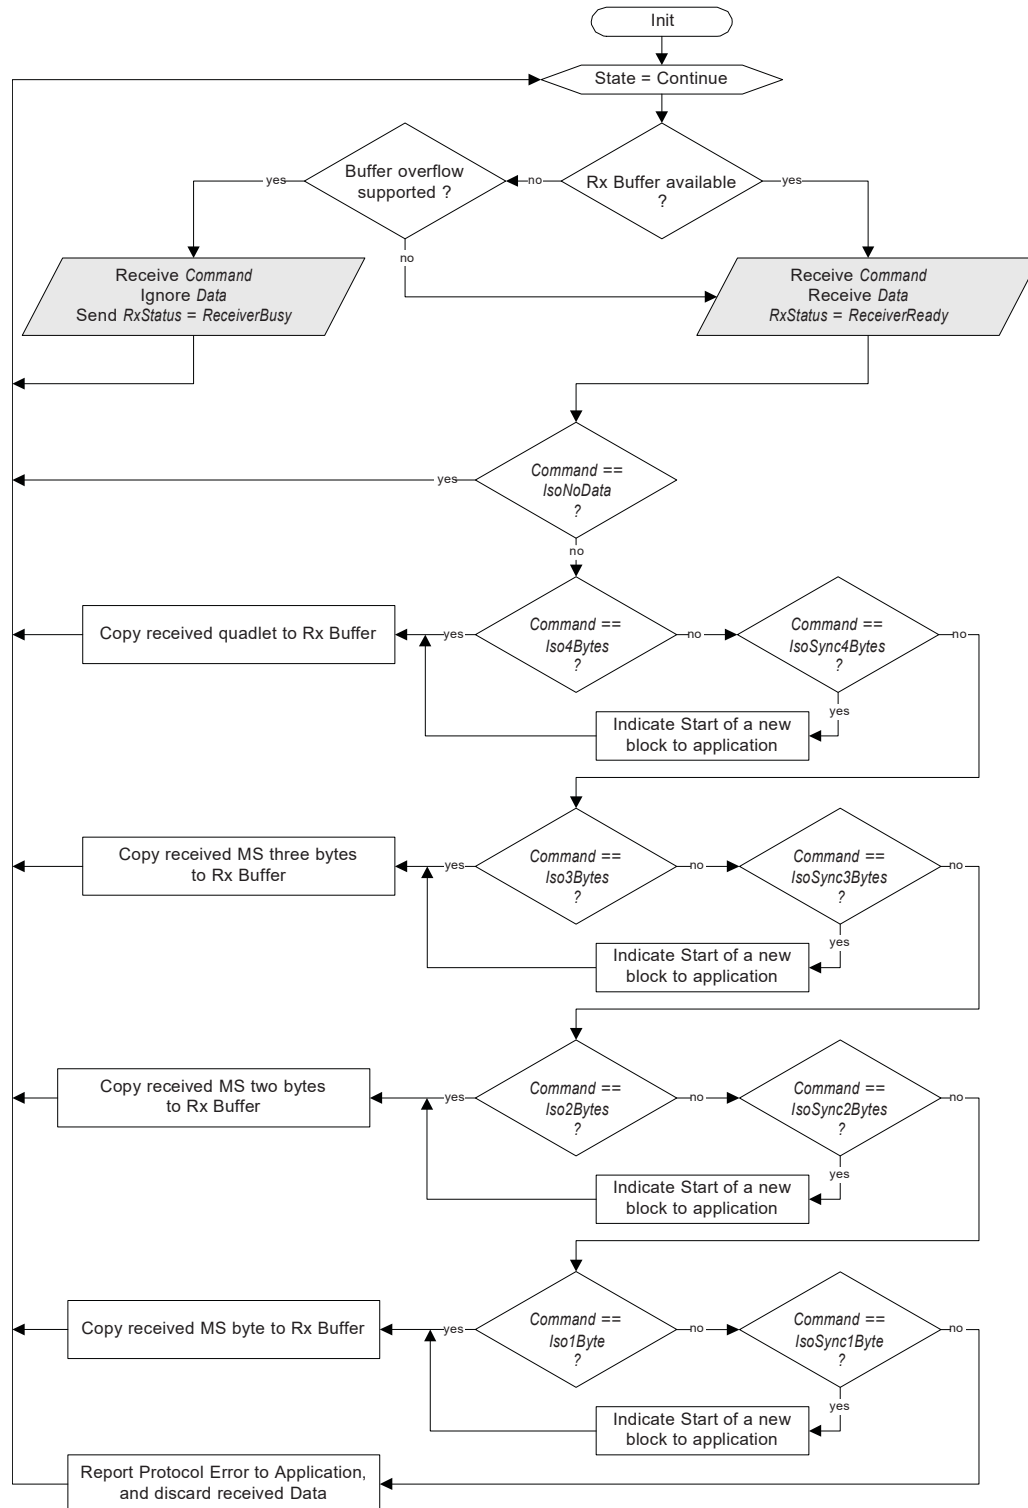 Init
State = Continue
Buffer overflow
supported ?
Rx Buffer available
?
yes
no
yes
no
Receive Command
Ignore Data
Send RxStatus = ReceiverBusy
Receive Command
Receive Data
RxStatus = ReceiverReady
Command ==
IsoNoData
?
yes
no
Copy received quadlet to Rx Buffer
yes
Command ==
Iso4Bytes
?
no
Command ==
IsoSync4Bytes
?
no
yes
Indicate Start of a new
block to application
Copy received MS three bytes
to Rx Buffer
yes
Command ==
Iso3Bytes
?
no
Command ==
IsoSync3Bytes
?
no
yes
Indicate Start of a new
block to application
Copy received MS two bytes
to Rx Buffer
yes
Command ==
Iso2Bytes
?
no
Command ==
IsoSync2Bytes
?
no
yes
Indicate Start of a new
block to application
Copy received MS byte to Rx Buffer
yes
Command ==
Iso1Byte
?
no
Command ==
IsoSync1Byte
?
no
yes
Indicate Start of a new
block to application
Report Protocol Error to Application,
and discard received Data